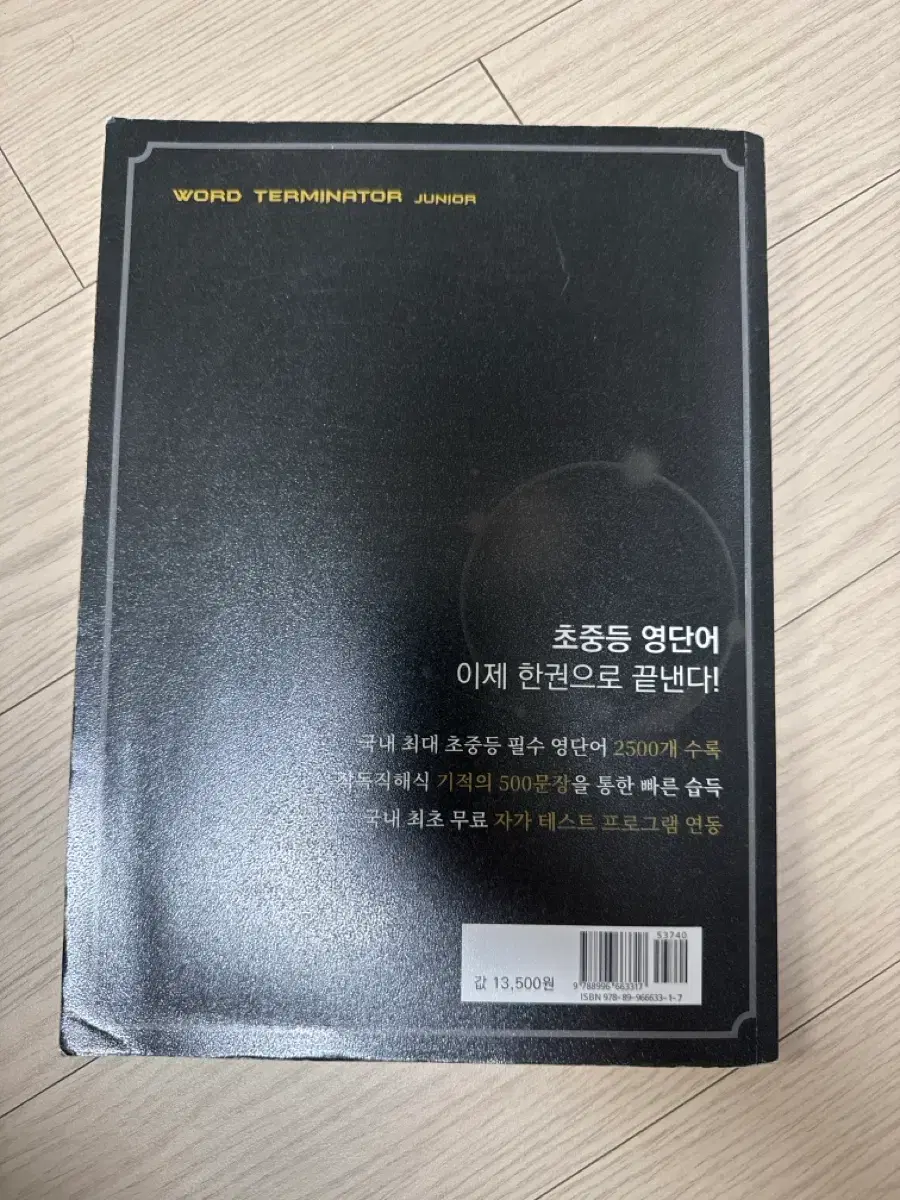 WORD TERMINATOR JUNIOR
초중등 영단어
이제 한권으로 끝낸다!
국내 최대 초중등 필수 영단어 2500개 수록
직독직해식 기적의 500문장을 통한 빠른 습득
국내 최초 무료 자가 테스트 프로그램 연동
53740
값 13,500원
9 788996 663317
ISBN 978-89-966633-1-7